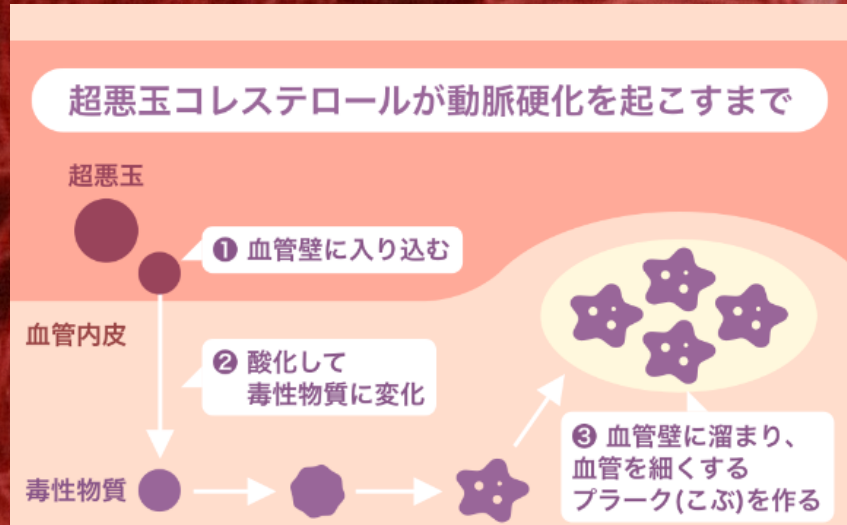 超悪玉コレステロールが動脈硬化を起こすまで
超悪玉
❶ 血管壁に入り込む
血管内皮
❷ 酸化して
毒性物質に変化
毒性物質
❸ 血管壁に溜まり、
血管を細くする
プラーク(こぶ)を作る